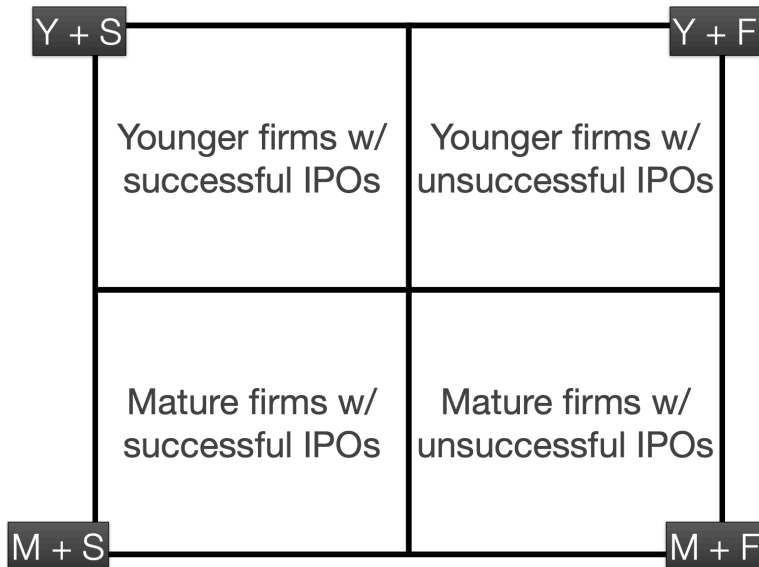 Y + S
Y + F
Younger firms w/
successful IPOs
Younger firms w/
unsuccessful IPOs
Mature firms w/
successful IPOs
Mature firms w/
unsuccessful IPOs
M + S
M + F